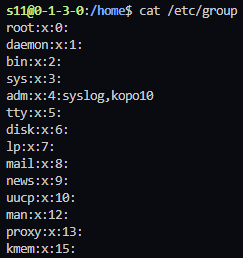 s11@0-1-3-0:/home$ cat /etc/group
root:x:0:
daemon:x:1:
bin:x:2:
sys:x:3:
adm:x:4:syslog,kopo10
tty:x:5:
disk:x:6:
lp:x:7:
mail:x:8:
news:x:9:
uucp:x:10:
man:x:12:
proxy:x:13:
kmem:x:15: